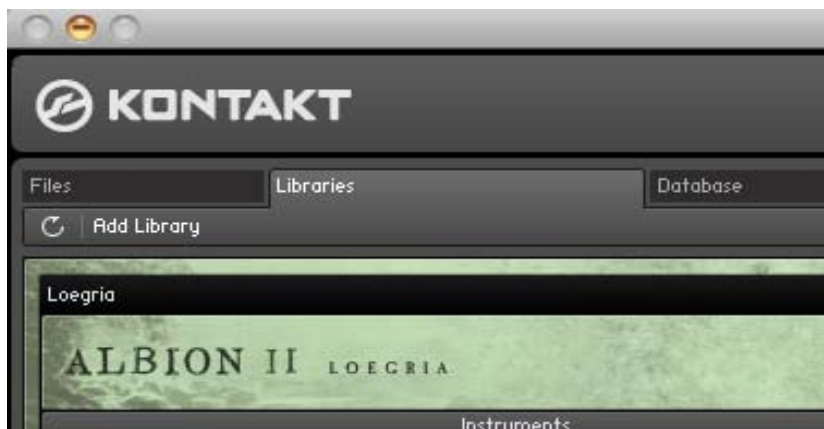 KONTAKT
Files Libraries Database
Add Library
Loegria
ALBION II LOEGRIA
Instruments